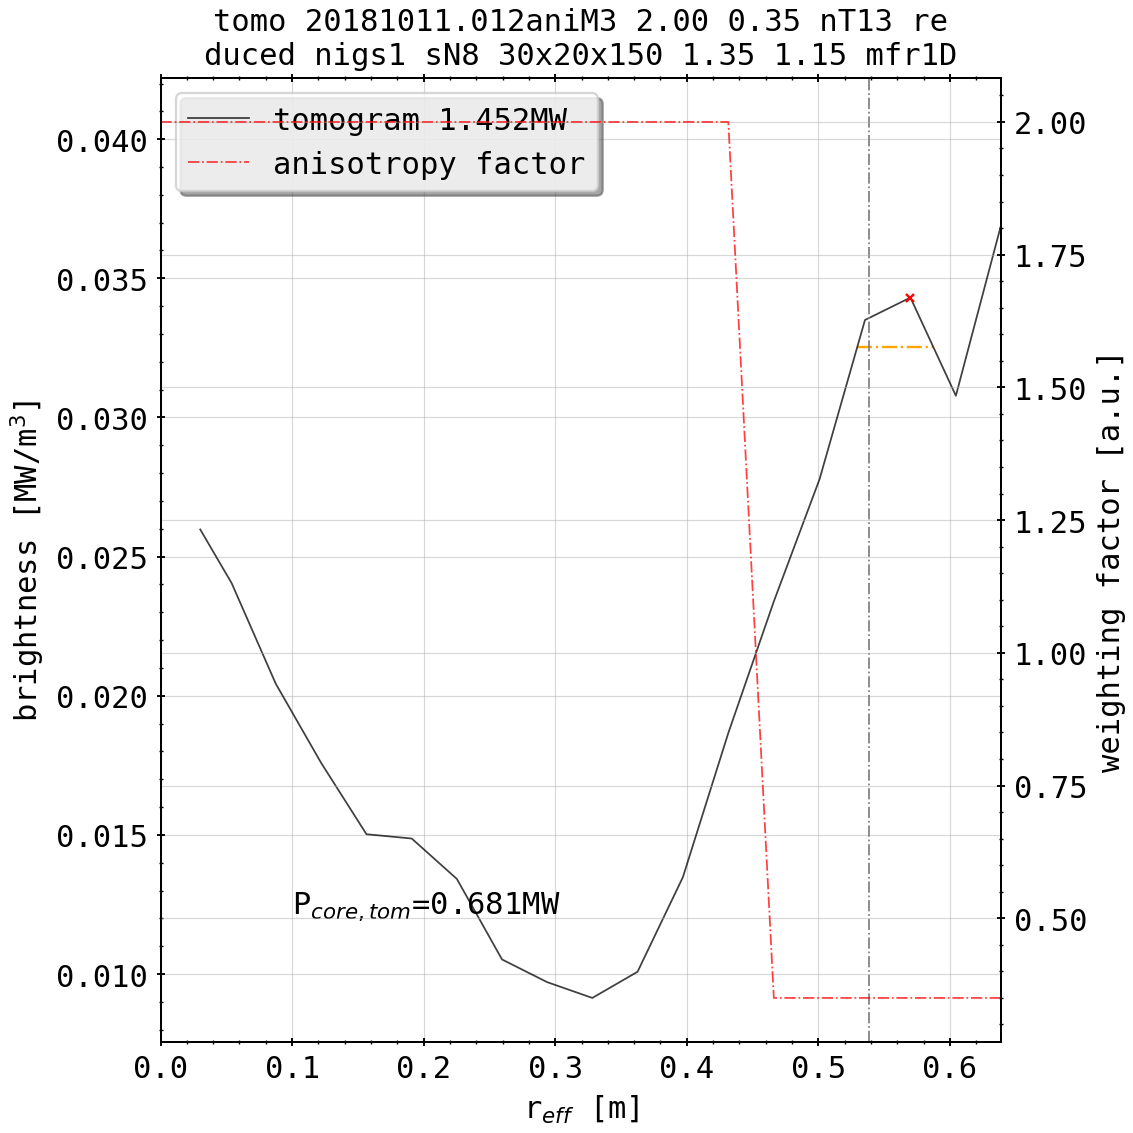 tomo 20181011.012aniM3 2.00 0.35 nT13 re
duced nigs1 sN8 30x20x150 1.35 1.15 mfr1D
tomogram 1.452MW
anisotropy factor
brightness [MW/m³]
0.040
0.035
0.030
0.025
0.020
0.015
0.010
P_core,tom=0.681MW
2.00
1.75
1.50
1.25
1.00
0.75
0.50
weighting factor [a.u.]
0.0 0.1 0.2 0.3 0.4 0.5 0.6
r_eff [m]